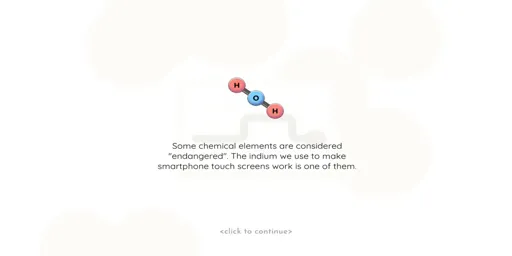 H
O
H
Some chemical elements are considered
"endangered". The indium we use to make
smartphone touch screens work is one of them.
<click to continue>